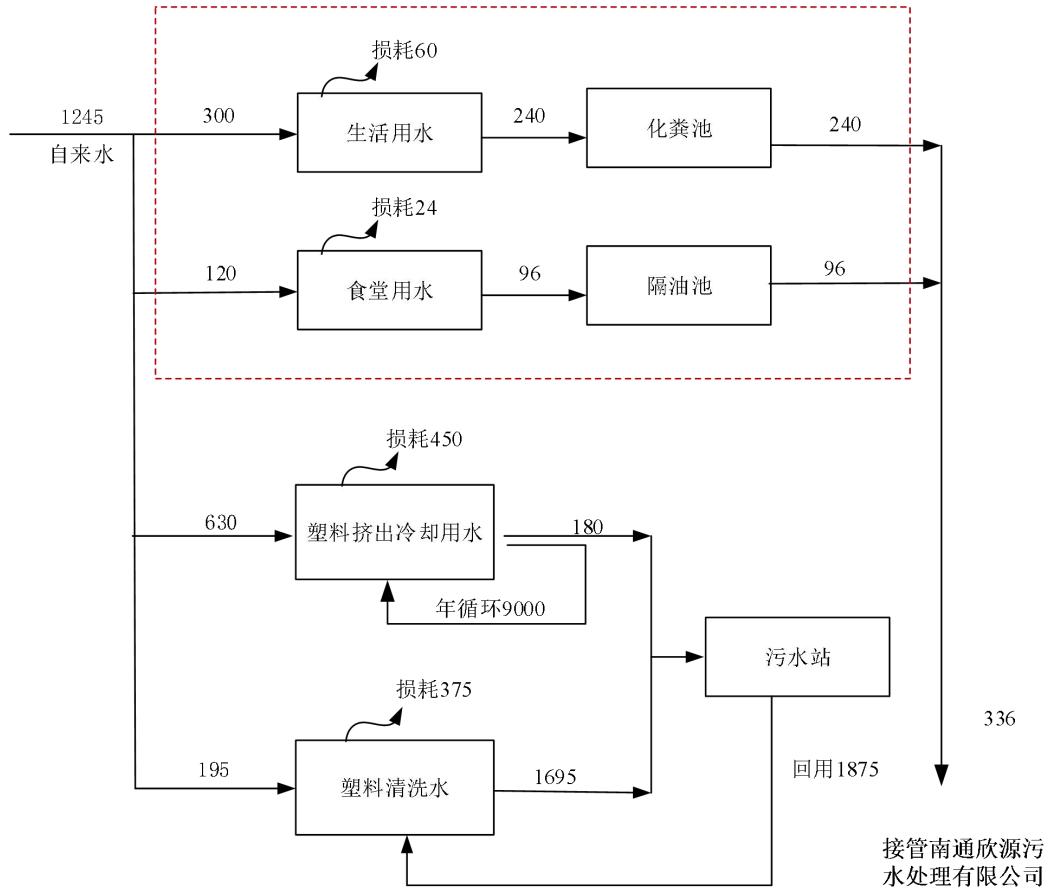 损耗60
1245
300
生活用水
240
化粪池
240
自来水
损耗24
120
食堂用水
96
隔油池
96
损耗450
630
塑料挤出冷却用水
180
年循环9000
污水站
损耗375
336
195
塑料清洗水
1695
回用1875
接管南通欣源污
水处理有限公司